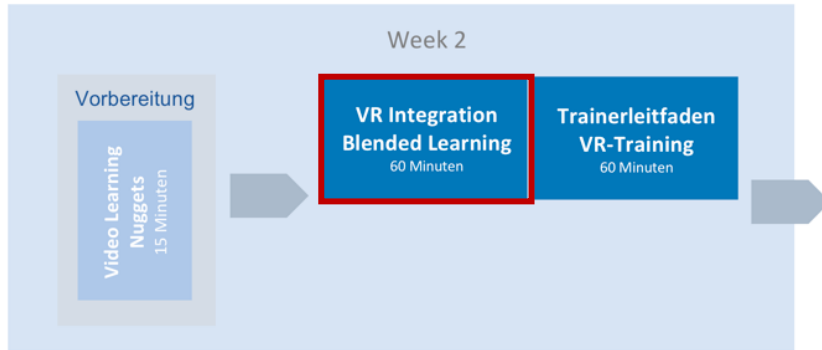 Week 2
Vorbereitung
Video Learning
Nuggets
15 Minuten
VR Integration
Blended Learning
60 Minuten
Trainerleitfaden
VR-Training
60 Minuten